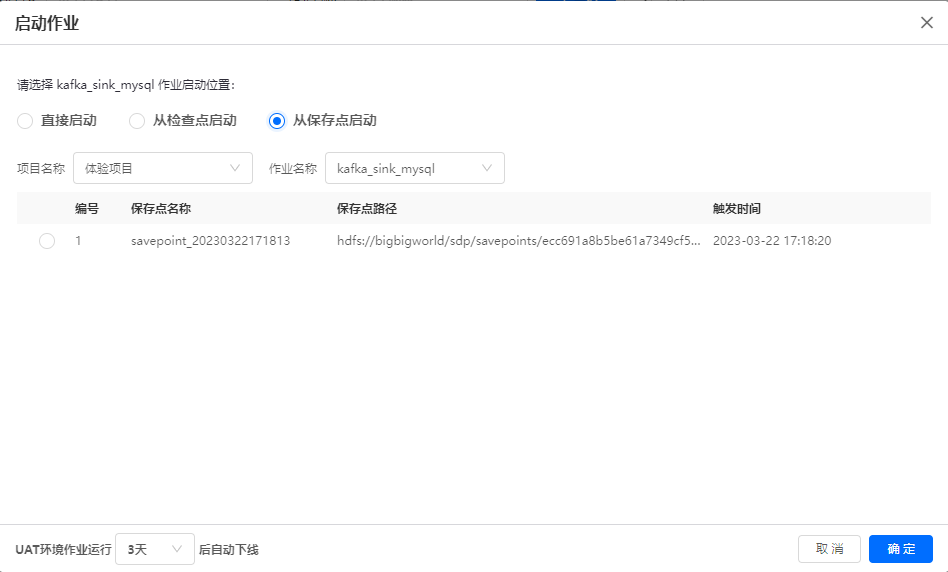 启动作业
请选择 kafka_sink_mysql 作业启动位置：
直接启动 从检查点启动 从保存点启动
项目名称 体验项目 作业名称 kafka_sink_mysql
编号 保存点名称 保存点路径 触发时间
1 savepoint_20230322171813 hdfs://bigbigworld/sdp/savepoints/ecc691a8b5be61a7349cf5... 2023-03-22 17:18:20
UAT环境作业运行 3天 后自动下线 取 消 确 定